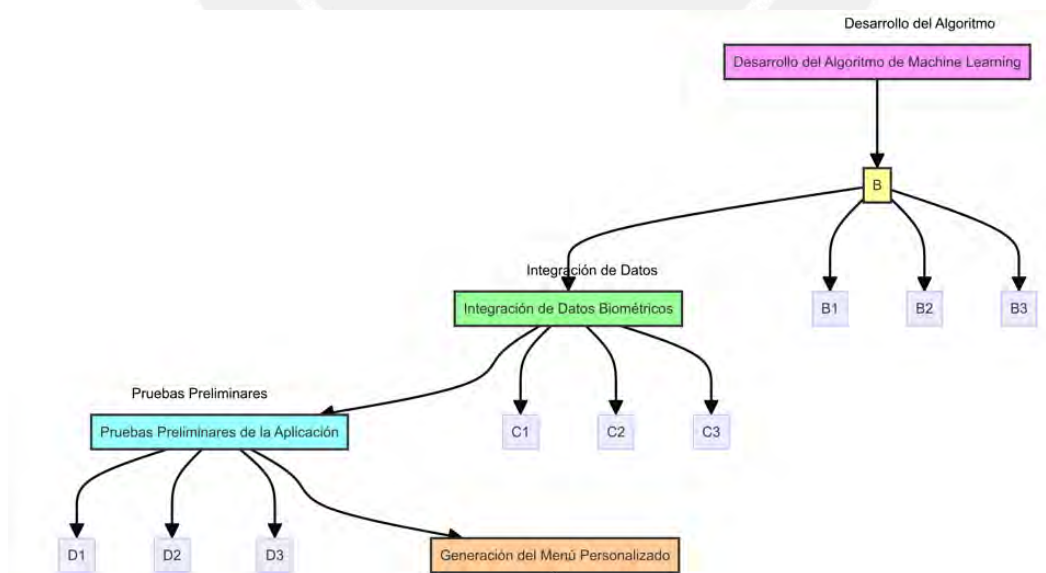 Desarrollo del Algoritmo
Desarrollo del Algoritmo de Machine Learning
B
Integración de Datos
Integración de Datos Biométricos
B1
B2
B3
Pruebas Preliminares
Pruebas Preliminares de la Aplicación
C1
C2
C3
D1
D2
D3
Generación del Menú Personalizado